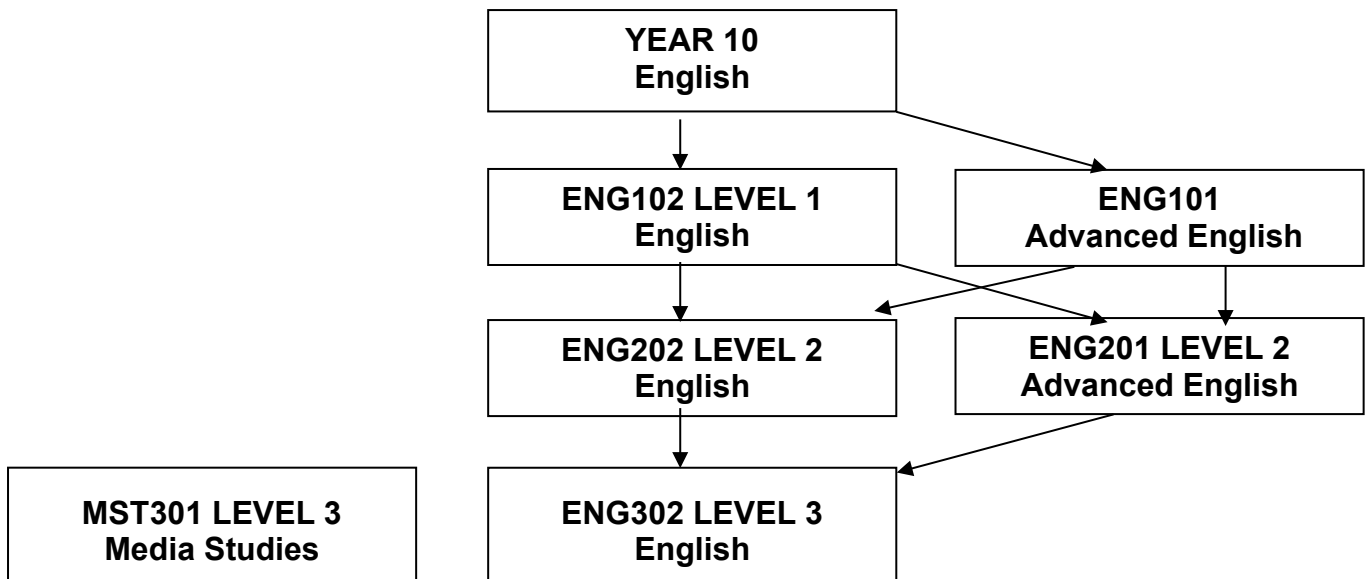 YEAR 10
English
ENG102 LEVEL 1
English
ENG101
Advanced English
ENG202 LEVEL 2
English
ENG201 LEVEL 2
Advanced English
MST301 LEVEL 3
Media Studies
ENG302 LEVEL 3
English